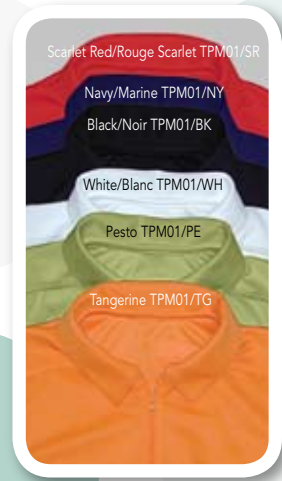 Scarlet Red/Rouge Scarlet TPM01/SR
Navy/Marine TPM01/NY
Black/Noir TPM01/BK
White/Blanc TPM01/WH
Pesto TPM01/PE
Tangerine TPM01/TG